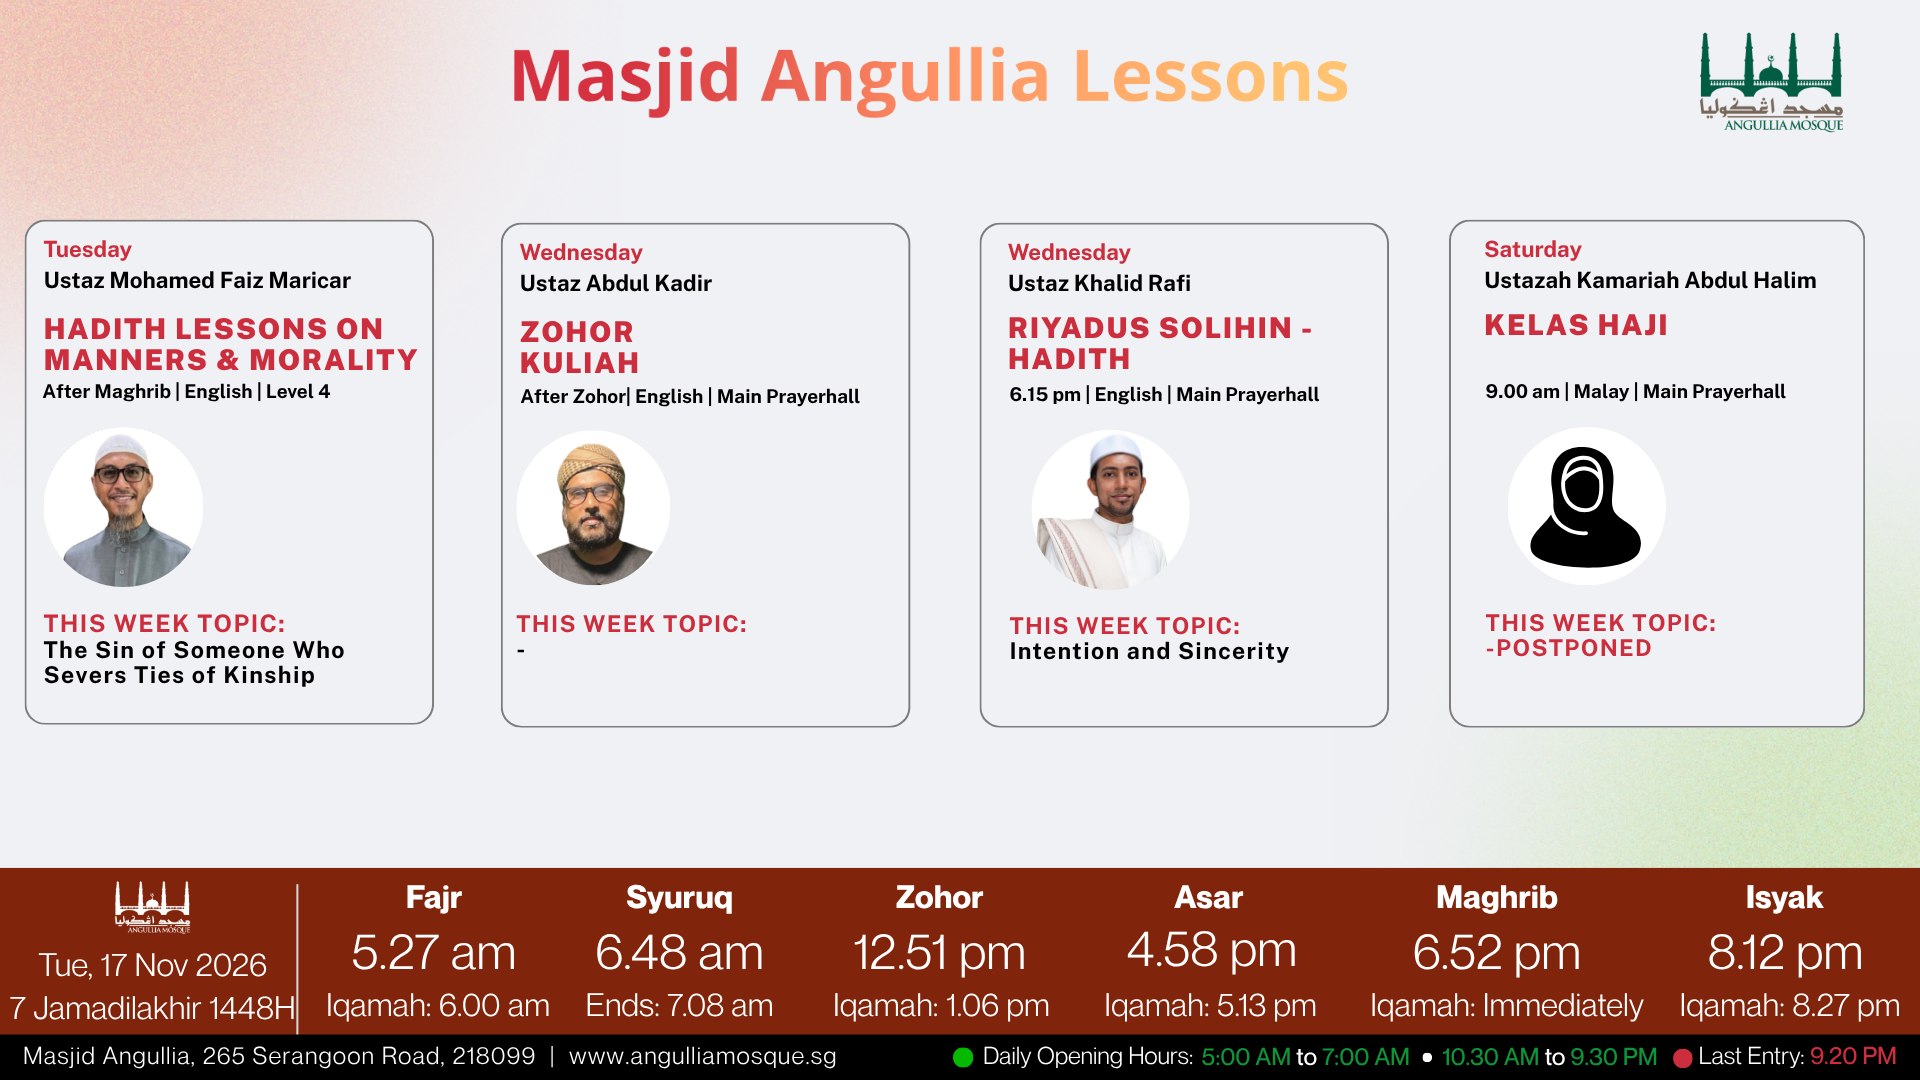 Masjid Angullia Lessons
مسجد اڠڬوليا
ANGULLIA MOSQUE
Tuesday
Ustaz Mohamed Faiz Maricar
HADITH LESSONS ON
MANNERS & MORALITY
After Maghrib | English | Level 4
THIS WEEK TOPIC:
The Sin of Someone Who
Severs Ties of Kinship
Wednesday
Ustaz Abdul Kadir
ZOHOR
KULIAH
After Zohor| English | Main Prayerhall
THIS WEEK TOPIC:
-
Wednesday
Ustaz Khalid Rafi
RIYADUS SOLIHIN -
HADITH
6.15 pm | English | Main Prayerhall
THIS WEEK TOPIC:
Intention and Sincerity
Saturday
Ustazah Kamariah Abdul Halim
KELAS HAJI
9.00 am | Malay | Main Prayerhall
THIS WEEK TOPIC:
-POSTPONED
مسجد اڠڬوليا
ANGULLIA MOSQUE
Tue, 17 Nov 2026
7 Jamadilakhir 1448H
Fajr
5.27 am
Iqamah: 6.00 am
Syuruq
6.48 am
Ends: 7.08 am
Zohor
12.51 pm
Iqamah: 1.06 pm
Asar
4.58 pm
Iqamah: 5.13 pm
Maghrib
6.52 pm
Iqamah: Immediately
Isyak
8.12 pm
Iqamah: 8.27 pm
Masjid Angullia, 265 Serangoon Road, 218099 | www.angulliamosque.sg
Daily Opening Hours: 5:00 AM to 7:00 AM • 10.30 AM to 9.30 PM
Last Entry: 9.20 PM